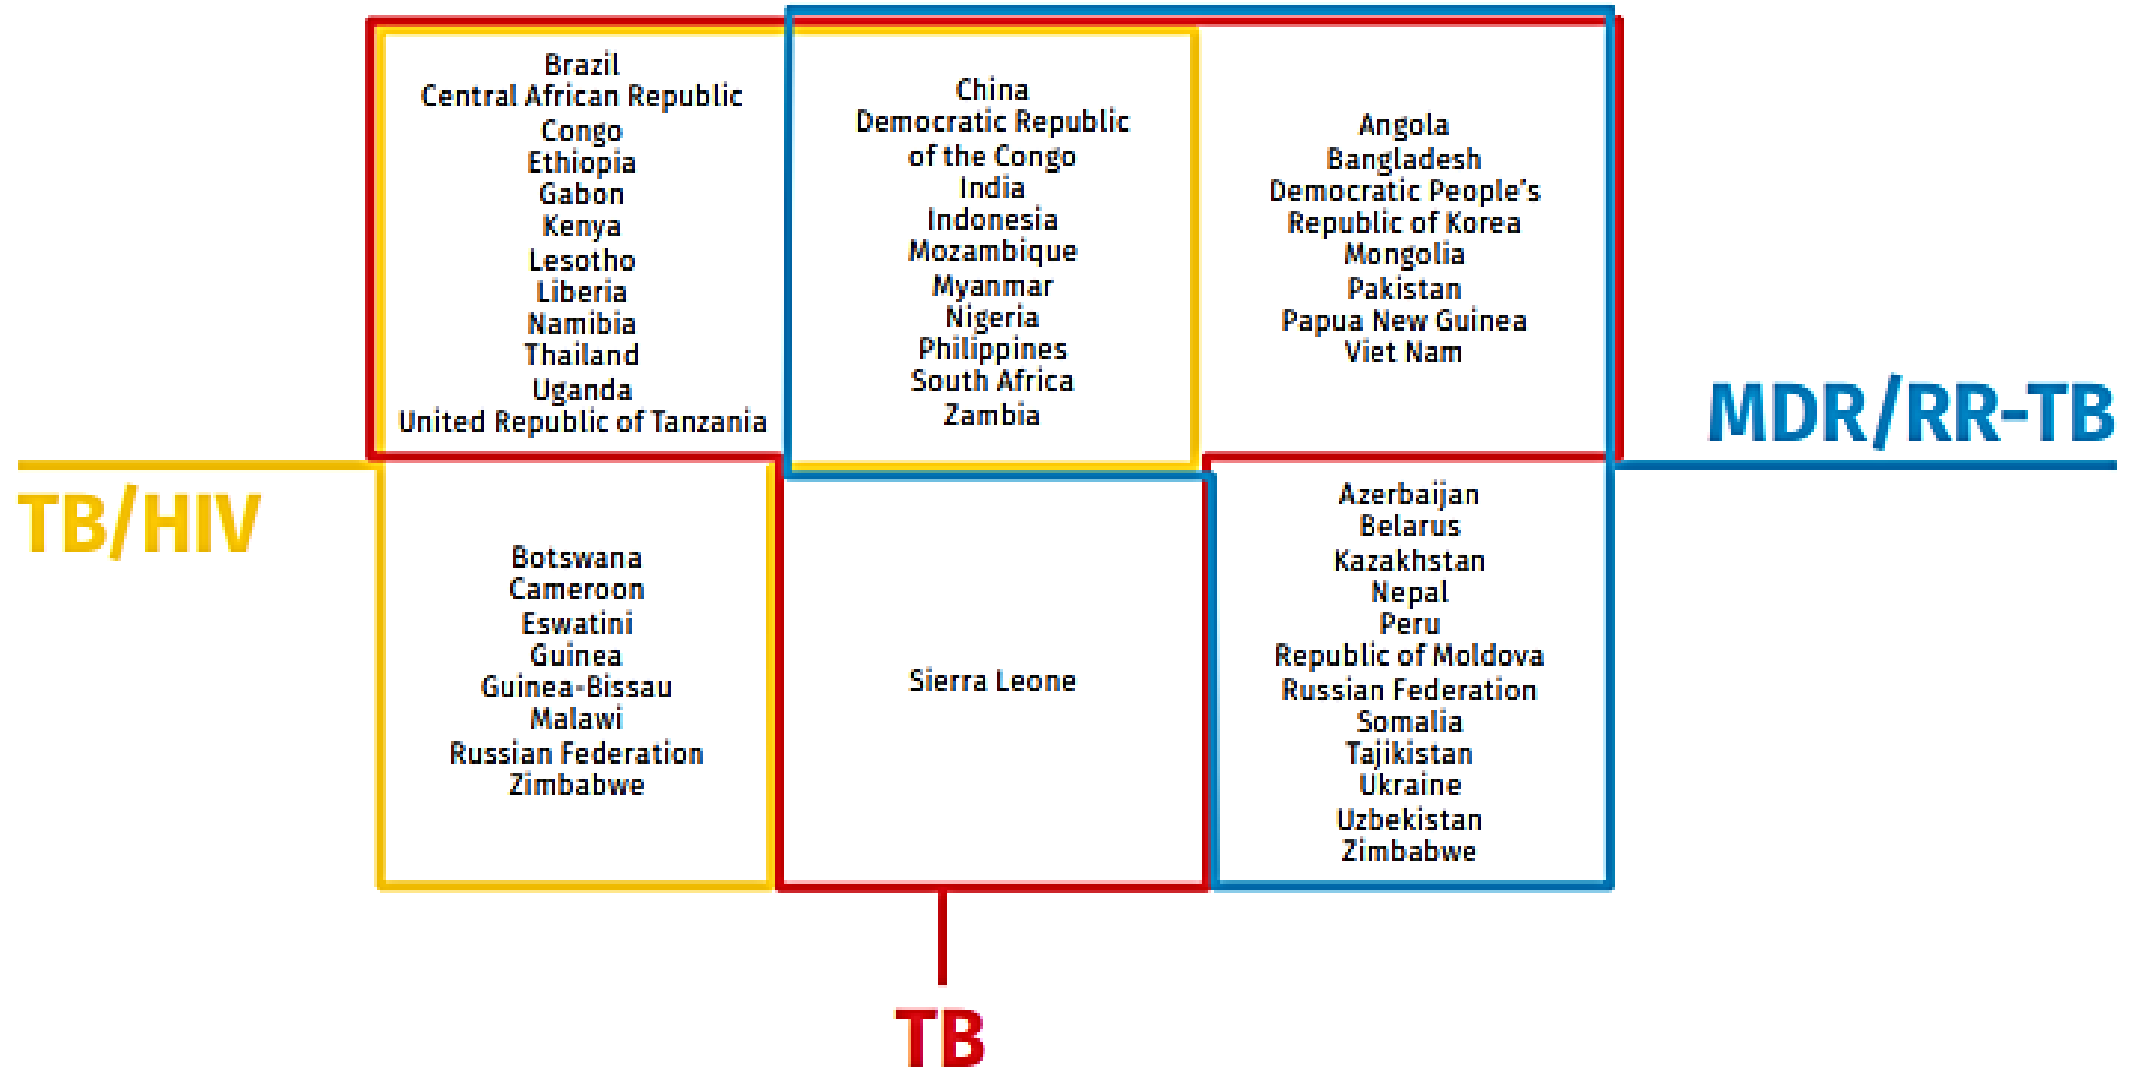 Brazil
Central African Republic
Congo
Ethiopia
Gabon
Kenya
Lesotho
Liberia
Namibia
Thailand
Uganda
United Republic of Tanzania
China
Democratic Republic
of the Congo
India
Indonesia
Mozambique
Myanmar
Nigeria
Philippines
South Africa
Zambia
Angola
Bangladesh
Democratic People's
Republic of Korea
Mongolia
Pakistan
Papua New Guinea
Viet Nam
MDR/RR-TB
TB/HIV
Botswana
Cameroon
Eswatini
Guinea
Guinea-Bissau
Malawi
Russian Federation
Zimbabwe
Sierra Leone
Azerbaijan
Belarus
Kazakhstan
Nepal
Peru
Republic of Moldova
Russian Federation
Somalia
Tajikistan
Ukraine
Uzbekistan
Zimbabwe
TB